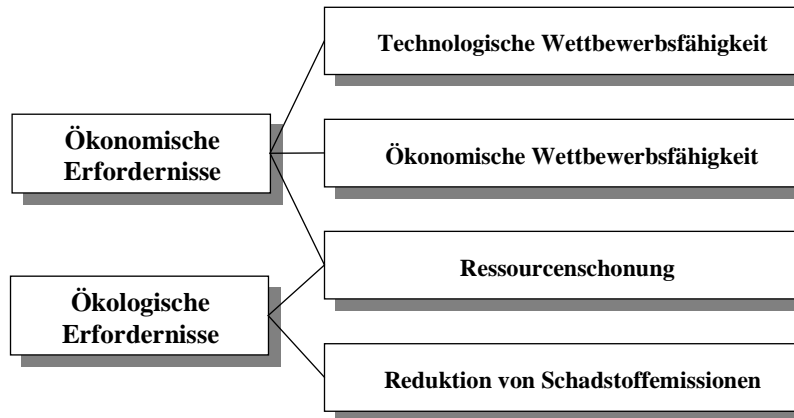 Technologische Wettbewerbsfähigkeit
Ökonomische
Erfordernisse
Ökonomische Wettbewerbsfähigkeit
Ressourcenschonung
Ökologische
Erfordernisse
Reduktion von Schadstoffemissionen